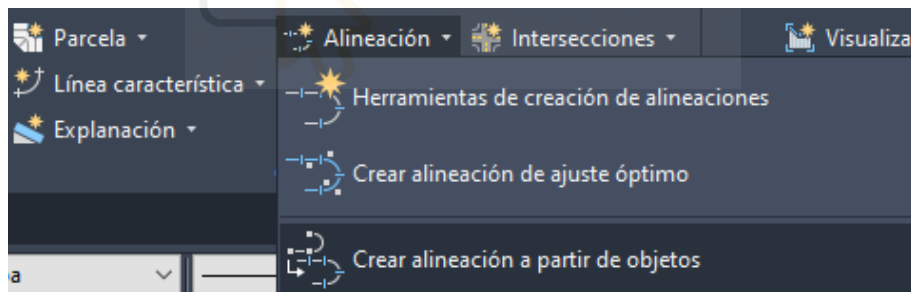 Parcela
Alineación
Intersecciones
Línea característica
Herramientas de creación de alineaciones
Explanación
Crear alineación de ajuste óptimo
Crear alineación a partir de objetos